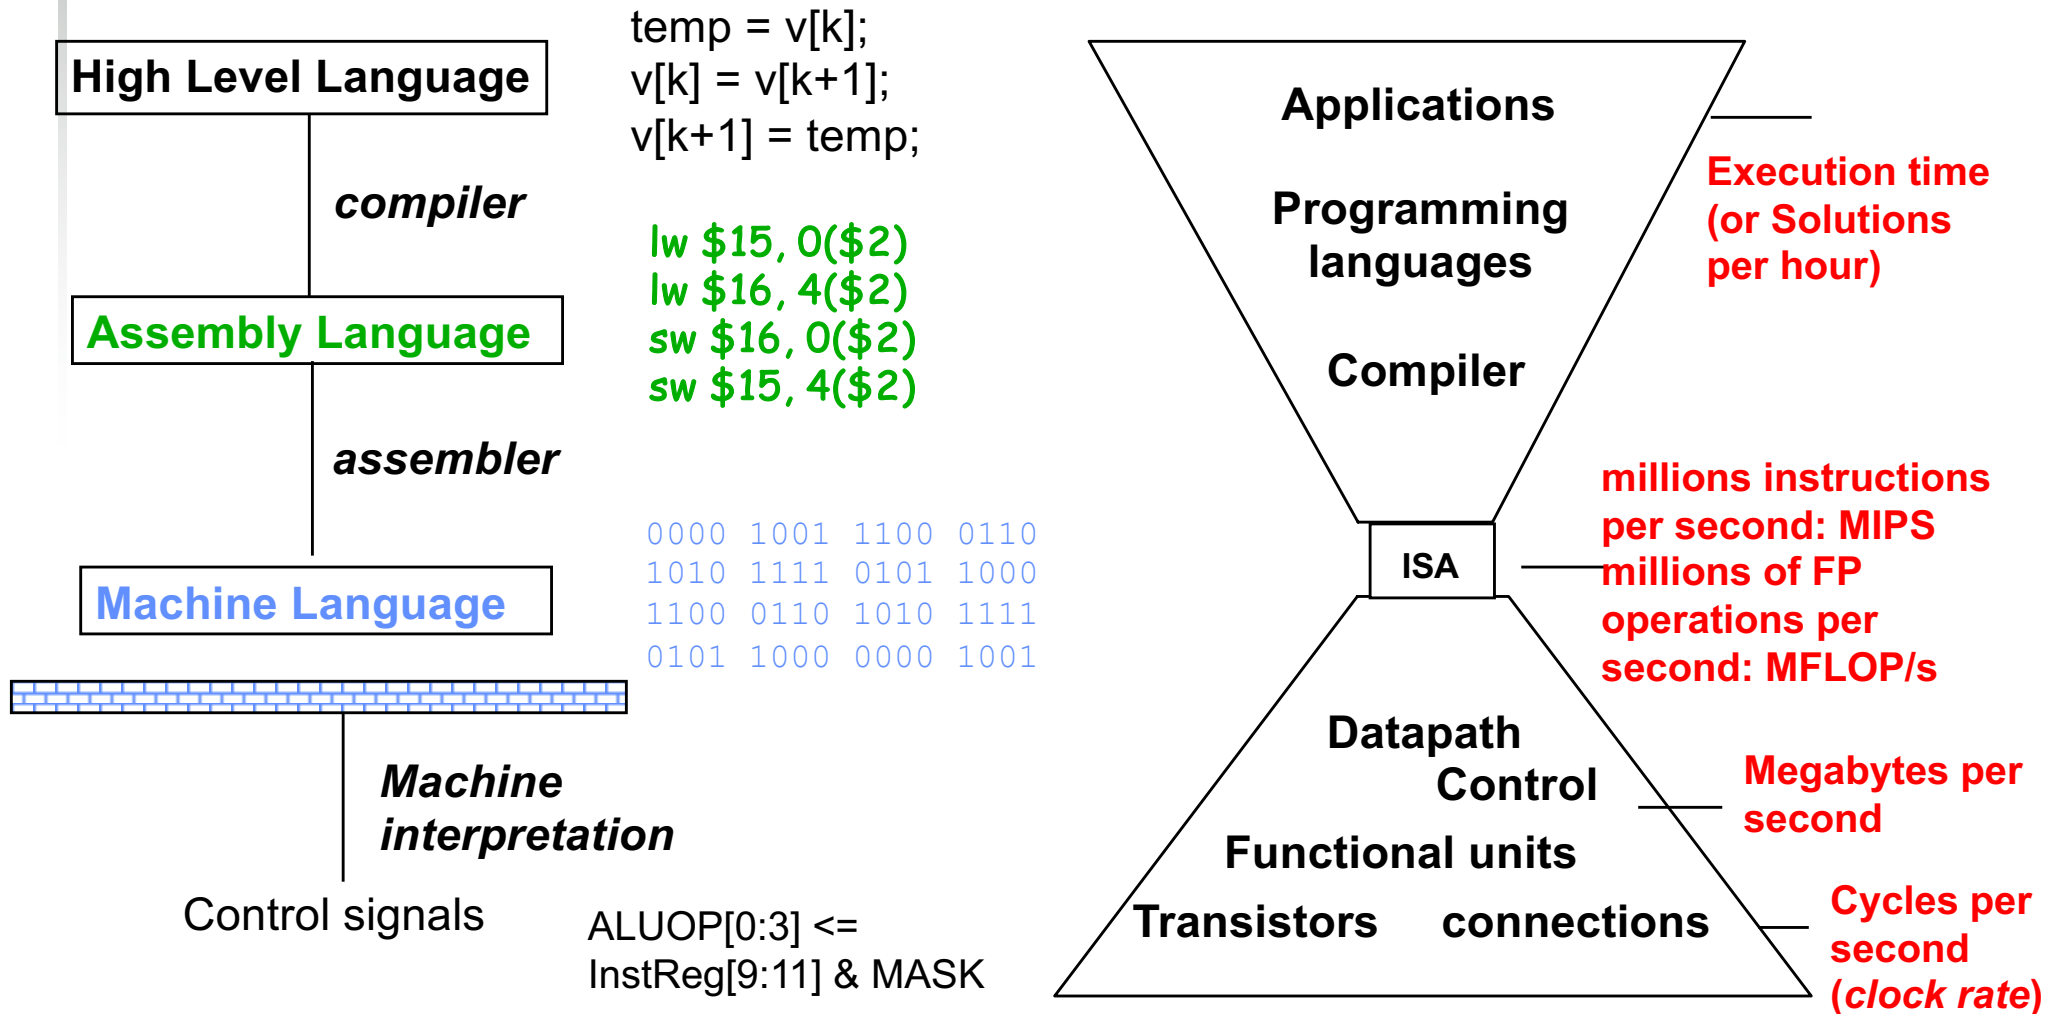 High Level Language
compiler
Assembly Language
assembler
Machine Language
Machine
interpretation
Control signals
temp = v[k];
v[k] = v[k+1];
v[k+1] = temp;
lw $15, 0($2)
lw $16, 4($2)
sw $16, 0($2)
sw $15, 4($2)
0000 1001 1100 0110
1010 1111 0101 1000
1100 0110 1010 1111
0101 1000 0000 1001
ALUOP[0:3] <=
InstReg[9:11] & MASK
Applications
Programming
languages
Compiler
ISA
Datapath
Control
Functional units
Transistors connections
Execution time
(or Solutions
per hour)
millions instructions
per second: MIPS
millions of FP
operations per
second: MFLOP/s
Megabytes per
second
Cycles per
second
(clock rate)